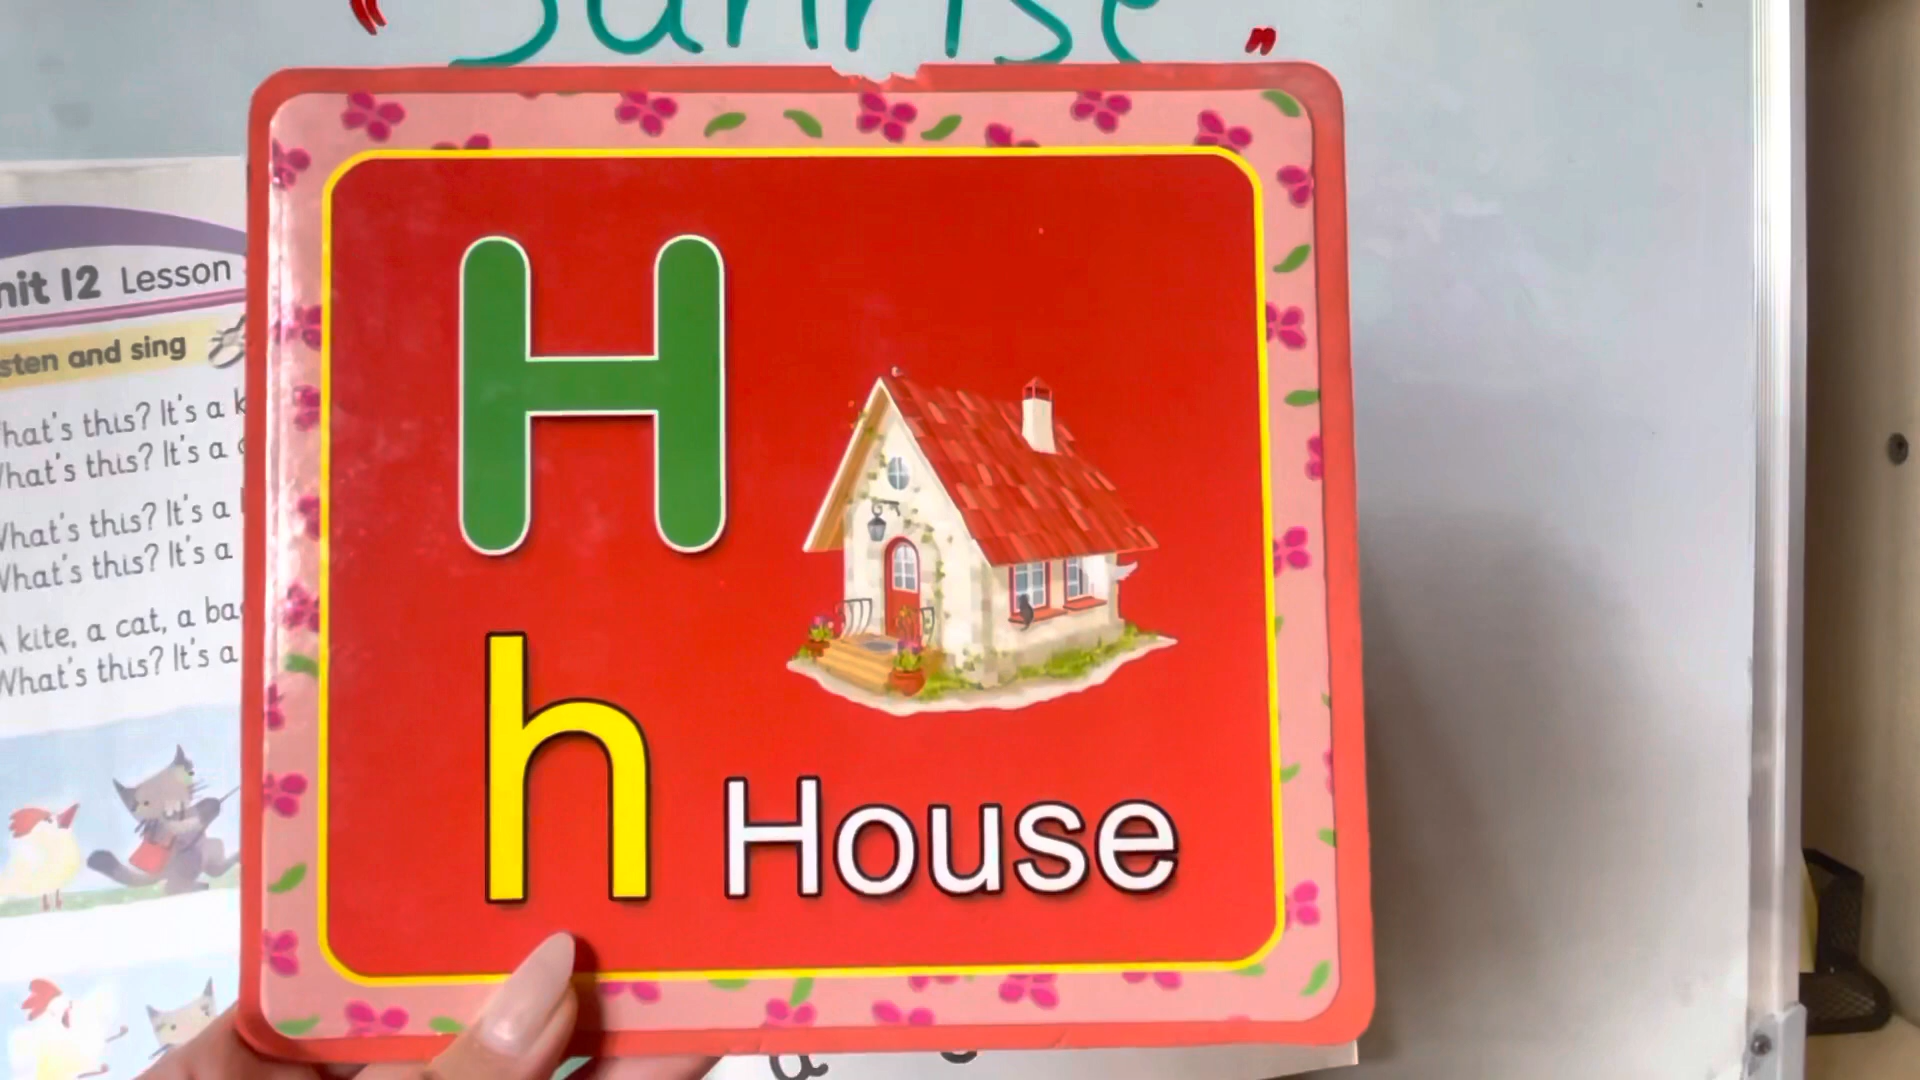 "Sunrise"
nit 12 Lesson
sten and sing
hat's this? It's a k
hat's this? It's a
What's this? It's a
What's this? It's a
A kite, a cat, a ba
What's this? It's a
H
h House